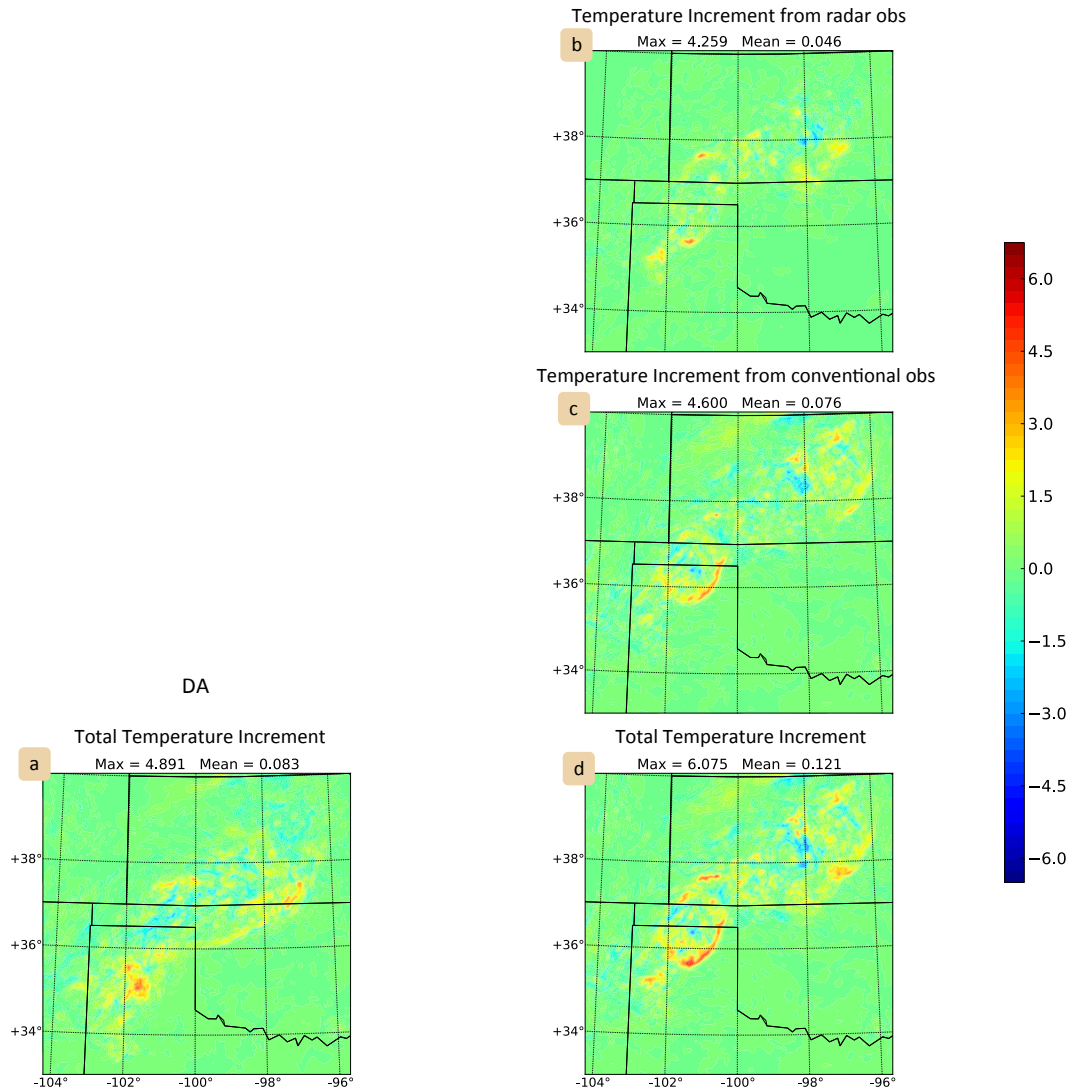 Temperature Increment from radar obs
Max = 4.259 Mean = 0.046
b
+38°
+36°
+34°
Temperature Increment from conventional obs
Max = 4.600 Mean = 0.076
c
+38°
+36°
+34°
DA
Total Temperature Increment
Max = 4.891 Mean = 0.083
a
+38°
+36°
+34°
-104° -102° -100° -98° -96°
Total Temperature Increment
Max = 6.075 Mean = 0.121
d
+38°
+36°
+34°
-104° -102° -100° -98° -96°
6.0
4.5
3.0
1.5
0.0
−1.5
−3.0
−4.5
−6.0